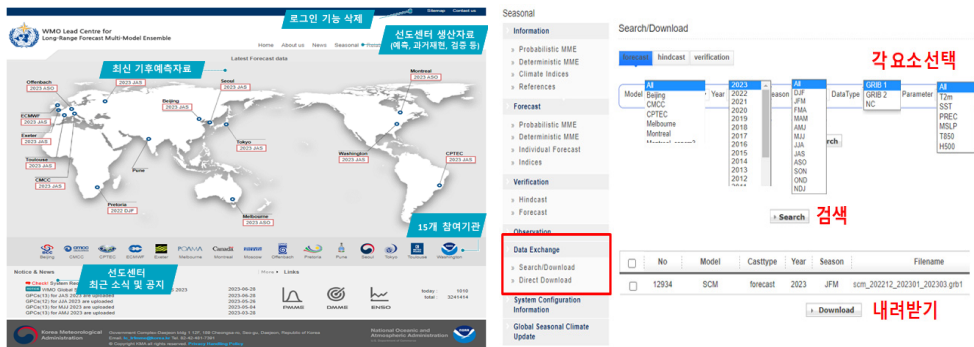 로그인 기능 삭제
Sitemap Contact us
WMO Lead Centre for
Long-Range Forecast Multi-Model Ensemble
선도센터 생산자료
(예측, 과거재현, 검증 등)
Home About us News Seasonal
Latest Forecast data
최신 기후예측자료
Offenbach
2023 ASO
2023 JAS
Seoul
2023 JAS
Montreal
2023 ASO
Beijing
2023 JAS
ECMWF
2023 JAS
Exeter
2023 JAS
Tokyo
2023 JAS
Washington
2023 JAS
CPTEC
2023 JAS
Toulouse
2023 JAS
Pune
CMCC
2023 JAS
Pretoria
2022 DJF
Melbourne
2023 ASO
15개 참여기관
Beijing CMCC CPTEC ECMWF Exeter Melbourne Montreal Moscow Offenbach Pretoria Pune Seoul Tokyo Toulouse Washington
Notice & News
More
Links
선도센터
최근 소식 및 공지
Check! System
WMO Global
2023 2023-06-28
GPCs(13) for JAS 2023 are uploaded 2023-06-28
GPCs(12) for JJA 2023 are uploaded
GPCs(13) for MJJ 2023 are uploaded
GPCs(13) for AMJ 2023 are uploaded
PMME DMME ENSO
today : 1010
total : 3241414
Korea Meteorological
Administration
National Oceanic and
Atmospheric Administration
Seasonal
Information
» Probabilistic MME
» Deterministic MME
» Climate Indices
» References
Forecast
» Probabilistic MME
» Deterministic MME
» Individual Forecast
» Indices
Verification
» Hindcast
» Forecast
Observation
Data Exchange
» Search/Download
» Direct Download
System Configuration
Information
Global Seasonal Climate
Update
Search/Download
forecast hindcast verification
각 요소선택
Model
All
Beijing
CMCC
CPTEC
Melbourne
Montreal
Year
2023
2022
2021
2020
2019
2018
2017
2016
2015
2014
2013
2012
All
DJF
JFM
FMA
MAM
AMJ
MJJ
JJA
JAS
ASO
SON
OND
NDJ
DataType
GRIB 1
GRIB 2
NC
Parameter
All
T2m
SST
PREC
MSLP
T850
H500
Search 검색
No Model Casttype Year Season Filename
12934 SCM forecast 2023 JFM scm_202212_202301_202303.grb1
Download 내려받기